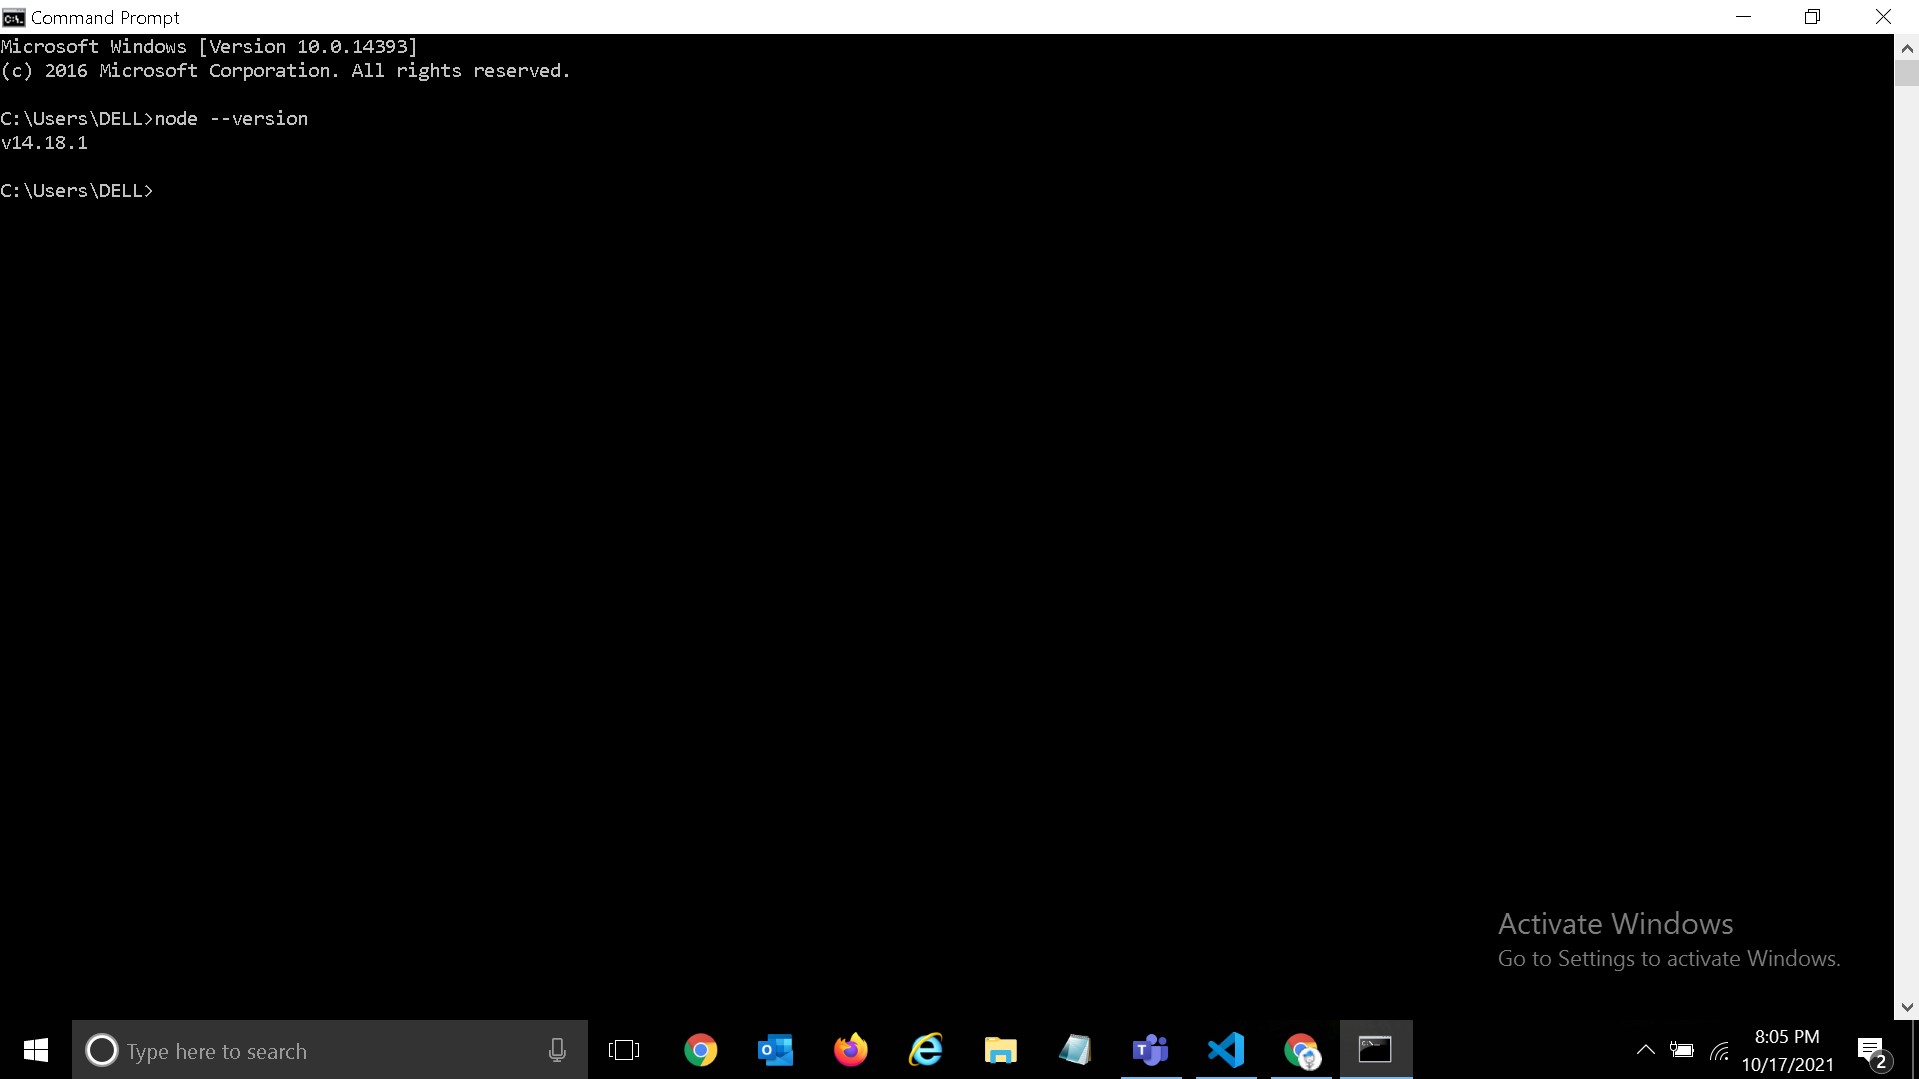 Command Prompt
Microsoft Windows [Version 10.0.14393]
(c) 2016 Microsoft Corporation. All rights reserved.
C:\Users\DELL>node --version
v14.18.1
C:\Users\DELL>
Activate Windows
Go to Settings to activate Windows.
Type here to search
8:05 PM
10/17/2021
2